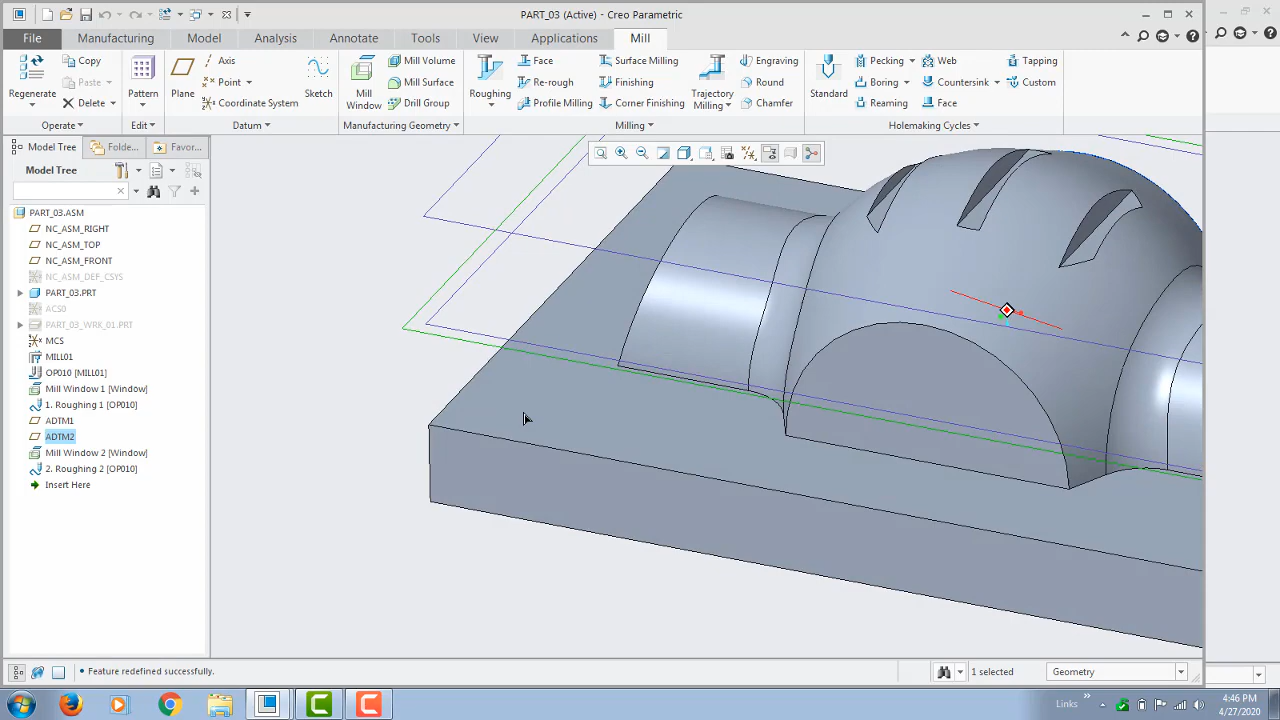 PART_03 (Active) - Creo Parametric
File Manufacturing Model Analysis Annotate Tools View Applications Mill
Regenerate Copy Paste Delete Operate
Pattern Edit
Plane Axis Point Coordinate System Sketch Datum
Mill Window Mill Volume Mill Surface Drill Group Manufacturing Geometry
Roughing Face Re-rough Profile Milling Surface Milling Finishing Corner Finishing Trajectory Milling Engraving Round Chamfer Milling
Standard Pecking Boring Reaming Web Countersink Face Tapping Custom Holemaking Cycles
Model Tree Folde... Favor...
Model Tree
PART_03.ASM
NC_ASM_RIGHT
NC_ASM_TOP
NC_ASM_FRONT
NC_ASM_DEF_CSYS
PART_03.PRT
ACS0
PART_03_WRK_01.PRT
MCS
MILL01
OP010 [MILL01]
Mill Window 1 [Window]
1. Roughing 1 [OP010]
ADTM1
ADTM2
Mill Window 2 [Window]
2. Roughing 2 [OP010]
Insert Here
Feature redefined successfully.
1 selected
Geometry
Links
4:46 PM
4/27/2020